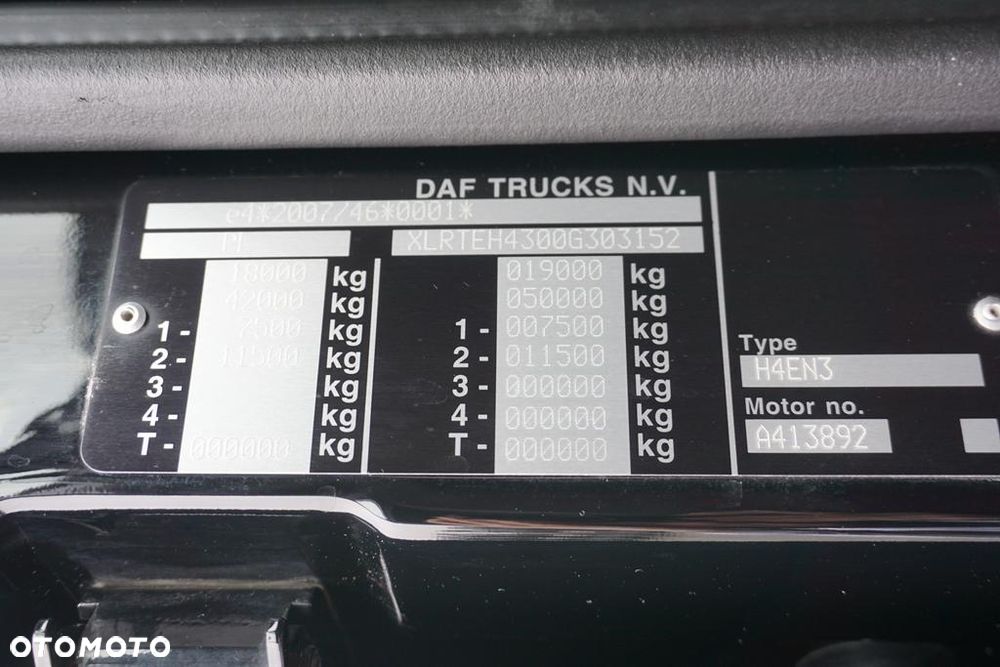 DAF TRUCKS N.V.
e4*2007/46*0001*
PL XLRTEH4300G303152
18000 kg 019000 kg
42000 kg 050000 kg
1- 7500 kg 1- 007500 kg
2- 11500 kg 2- 011500 kg
3- kg 3- 000000 kg
4- kg 4- 000000 kg
T- 000000 kg T- 000000 kg
Type
H4EN3
Motor no.
A413892
OTOMOTO